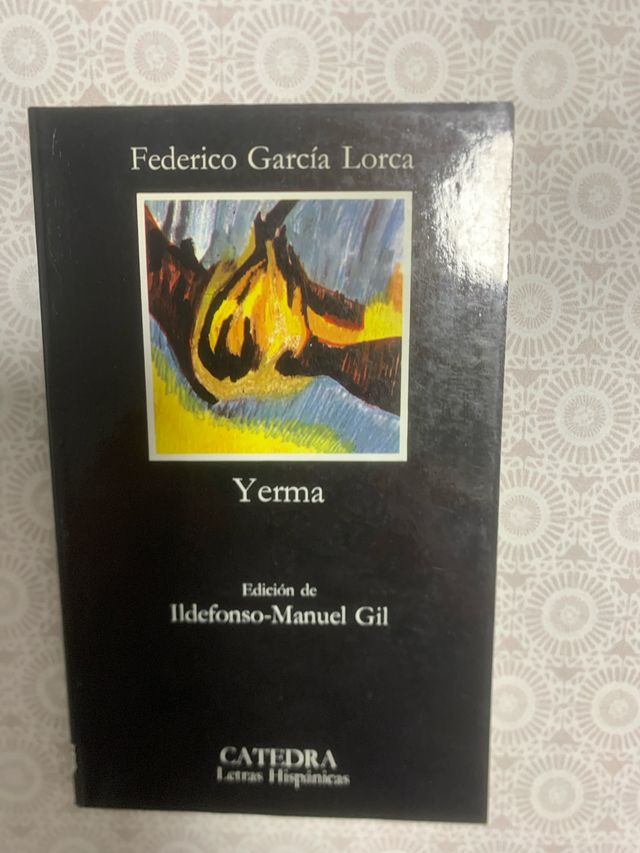 Federico García Lorca
Yerma
Edición de
Ildefonso-Manuel Gil
CATEDRA
Letras Hispánicas